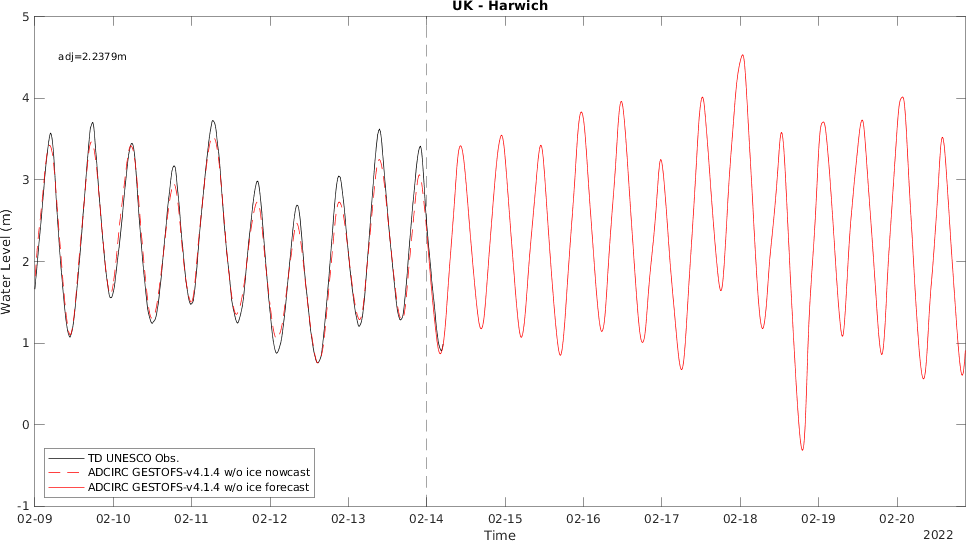 UK - Harwich
adj=2.2379m
5
4
3
2
1
0
-1
Water Level (m)
TD UNESCO Obs.
ADCIRC GESTOFS-v4.1.4 w/o ice nowcast
ADCIRC GESTOFS-v4.1.4 w/o ice forecast
02-09 02-10 02-11 02-12 02-13 02-14 02-15 02-16 02-17 02-18 02-19 02-20
Time
2022